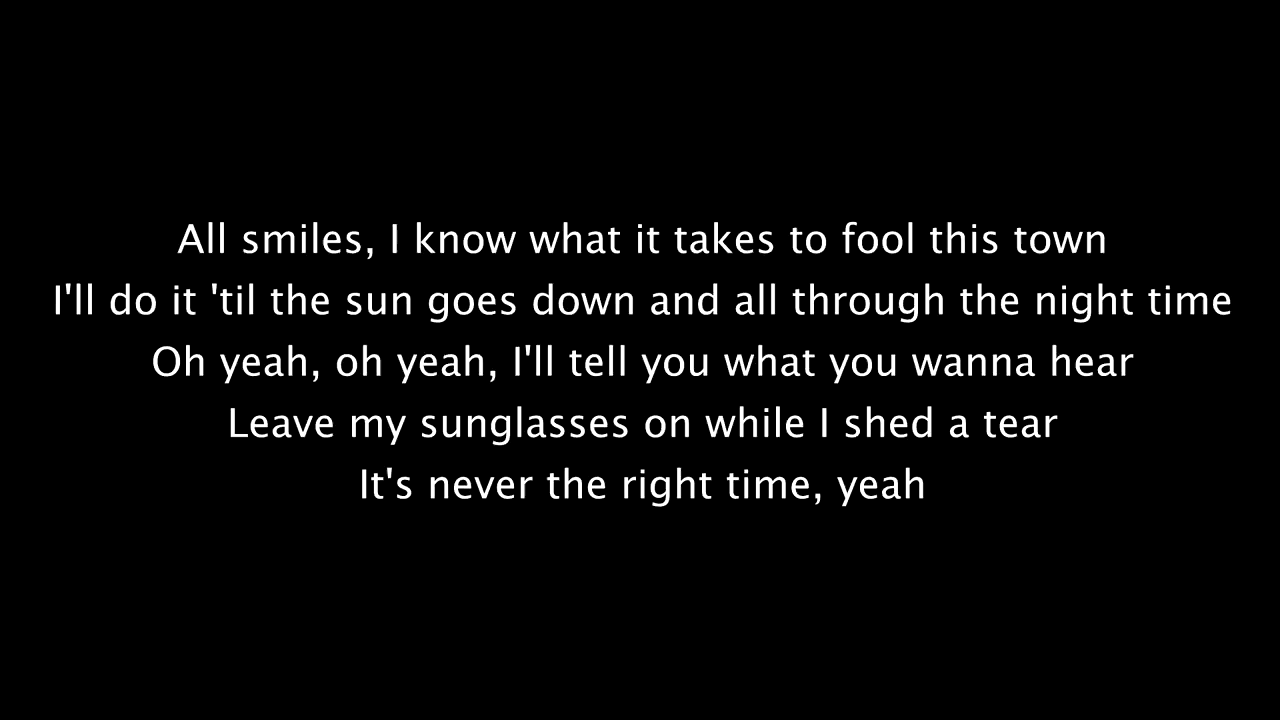 All smiles, I know what it takes to fool this town
I'll do it 'til the sun goes down and all through the night time
Oh yeah, oh yeah, I'll tell you what you wanna hear
Leave my sunglasses on while I shed a tear
It's never the right time, yeah